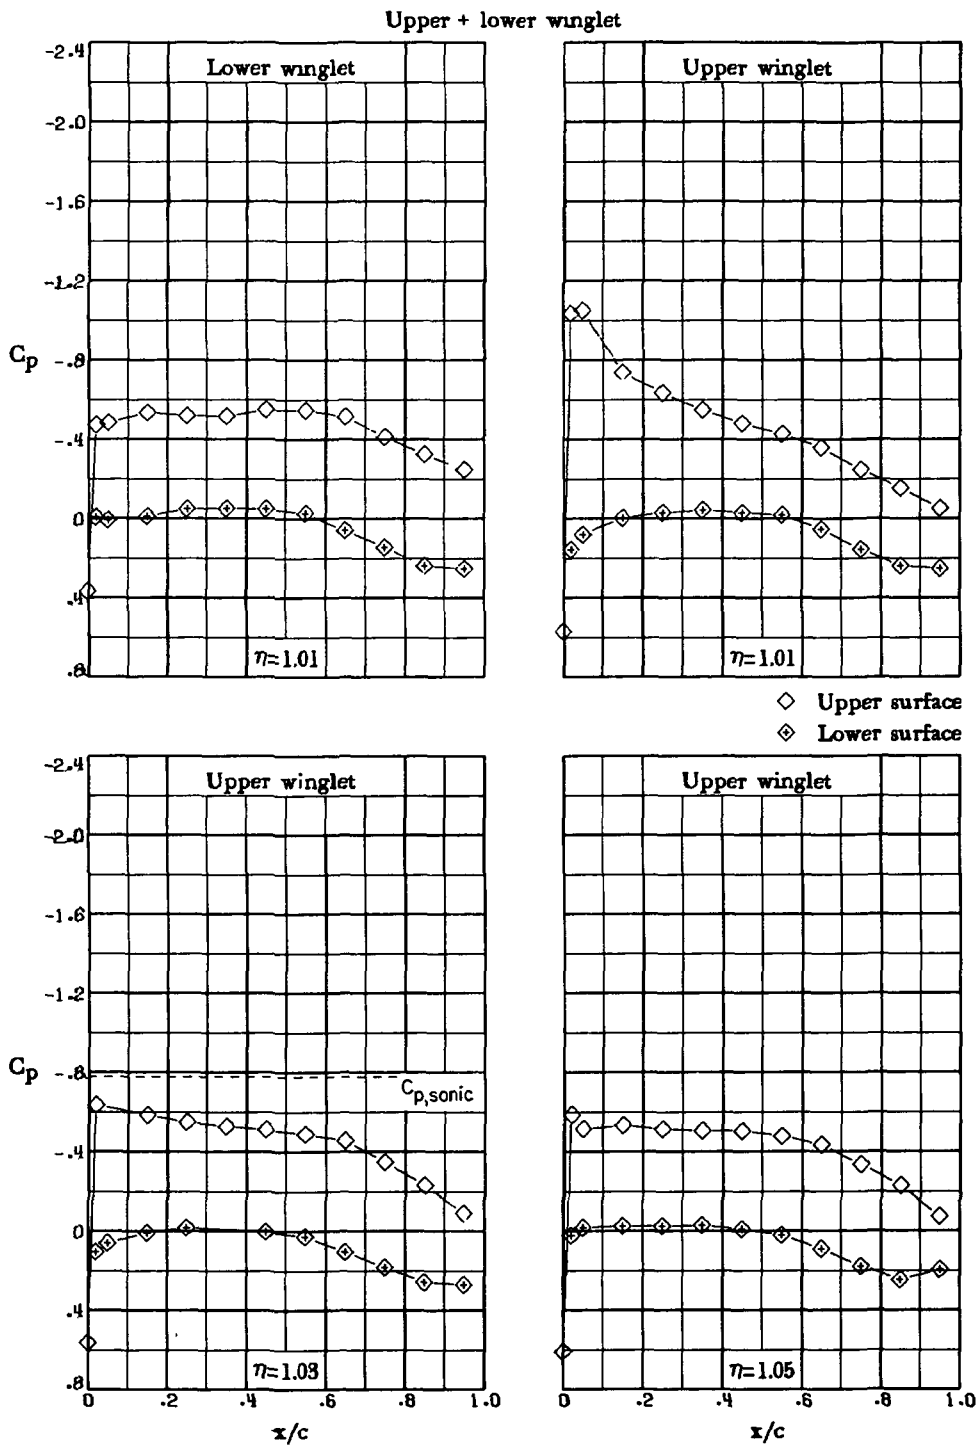 Upper + lower winglet
Lower winglet
Upper winglet
-2.4
-2.0
-1.6
-1.2
-.8
-.4
0
.4
.8
Cp
η=1.01
η=1.01
Upper surface
Lower surface
Upper winglet
Upper winglet
-2.4
-2.0
-1.6
-1.2
-.8
-.4
0
.4
.8
Cp
Cp,sonic
η=1.03
η=1.05
0 .2 .4 .6 .8 1.0
0 .2 .4 .6 .8 1.0
x/c
x/c